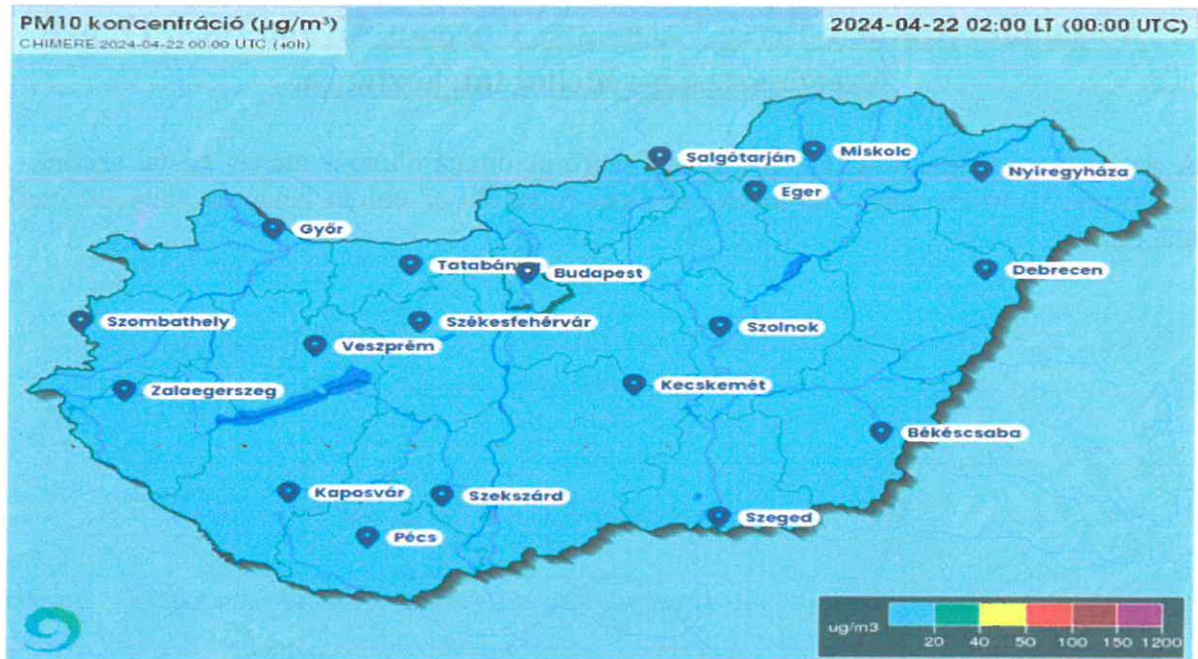 PM10 koncentráció (µg/m³)
2024-04-22 02:00 LT (00:00 UTC)
CHIMERE 2024-04-22 00:00 UTC (+0h)
Salgótarján
Miskolc
Nyíregyháza
Eger
Győr
Tatabánya
Budapest
Debrecen
Szombathely
Székesfehérvár
Szolnok
Veszprém
Zalaegerszeg
Kecskemét
Békéscsaba
Kaposvár
Szekszárd
Szeged
Pécs
ug/m3
20 40 50 100 150 1200